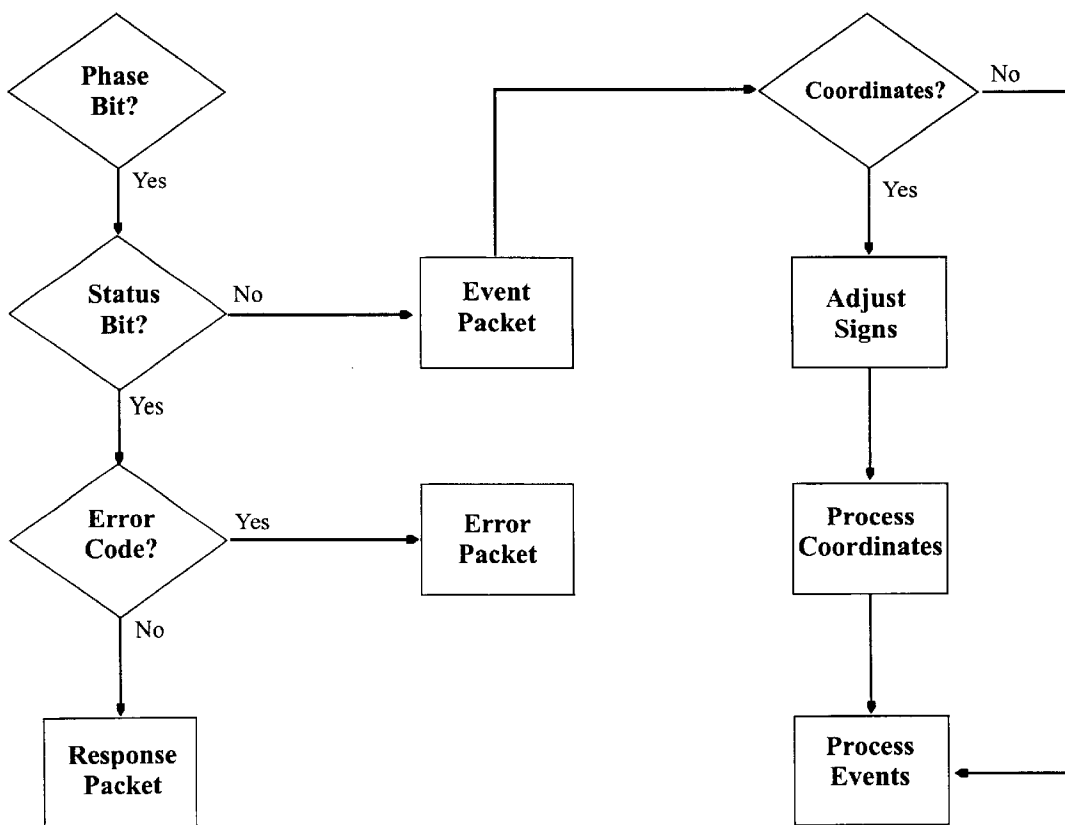 Phase
Bit?
Yes
Status
Bit?
No
Yes
Error
Code?
Yes
No
Response
Packet
Event
Packet
Error
Packet
Coordinates?
No
Yes
Adjust
Signs
Process
Coordinates
Process
Events